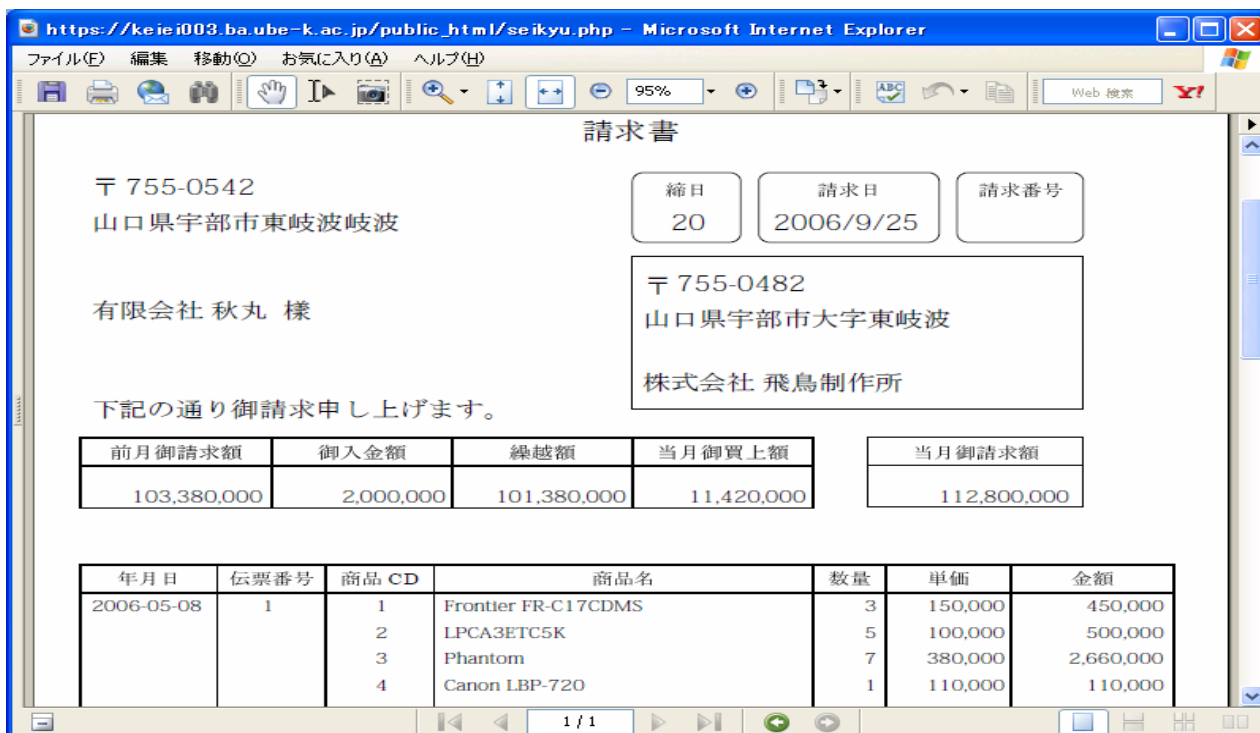 https://keiei003.ba.ube-k.ac.jp/public_html/seikyu.php - Microsoft Internet Explorer
ファイル(F) 編集 移動(O) お気に入り(A) ヘルプ(H)
95% ABC Web 検索 Y!
請求書
〒 755-0542
山口県宇部市東岐波岐波
締日 請求日 請求番号
20 2006/9/25
〒 755-0482
山口県宇部市大字東岐波
有限会社 秋丸 様
株式会社 飛鳥制作所
下記の通り御請求申し上げます。
前月御請求額 御入金額 繰越額 当月御買上額 当月御請求額
103,380,000 2,000,000 101,380,000 11,420,000 112,800,000
年月日 伝票番号 商品 CD 商品名 数量 単価 金額
2006-05-08 1 1 Frontier FR-C17CDMS 3 150,000 450,000
2 LPCA3ETC5K 5 100,000 500,000
3 Phantom 7 380,000 2,660,000
4 Canon LBP-720 1 110,000 110,000
1 / 1